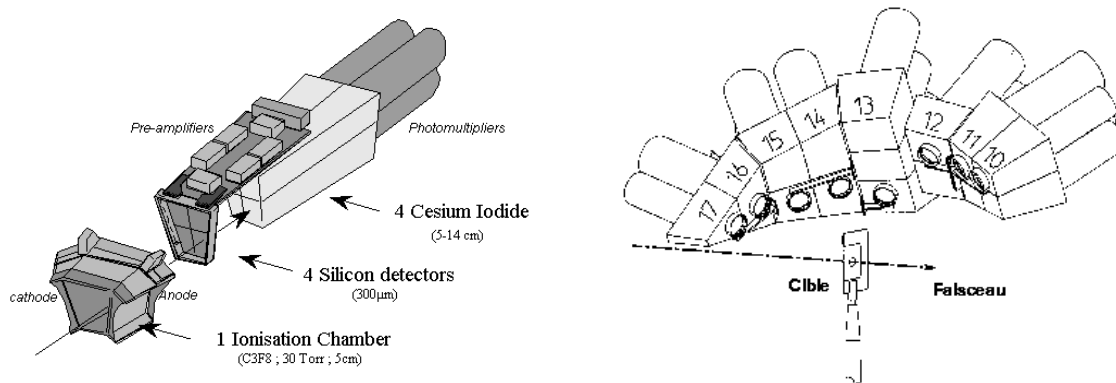 Pre-amplifiers
Photomultipliers
4 Cesium Iodide
(5-14 cm)
4 Silicon detectors
(300μm)
cathode
Anode
1 Ionisation Chamber
(C3F8 ; 30 Torr ; 5cm)
13
14
15
16
17
12
11
10
Cible
Faisceau